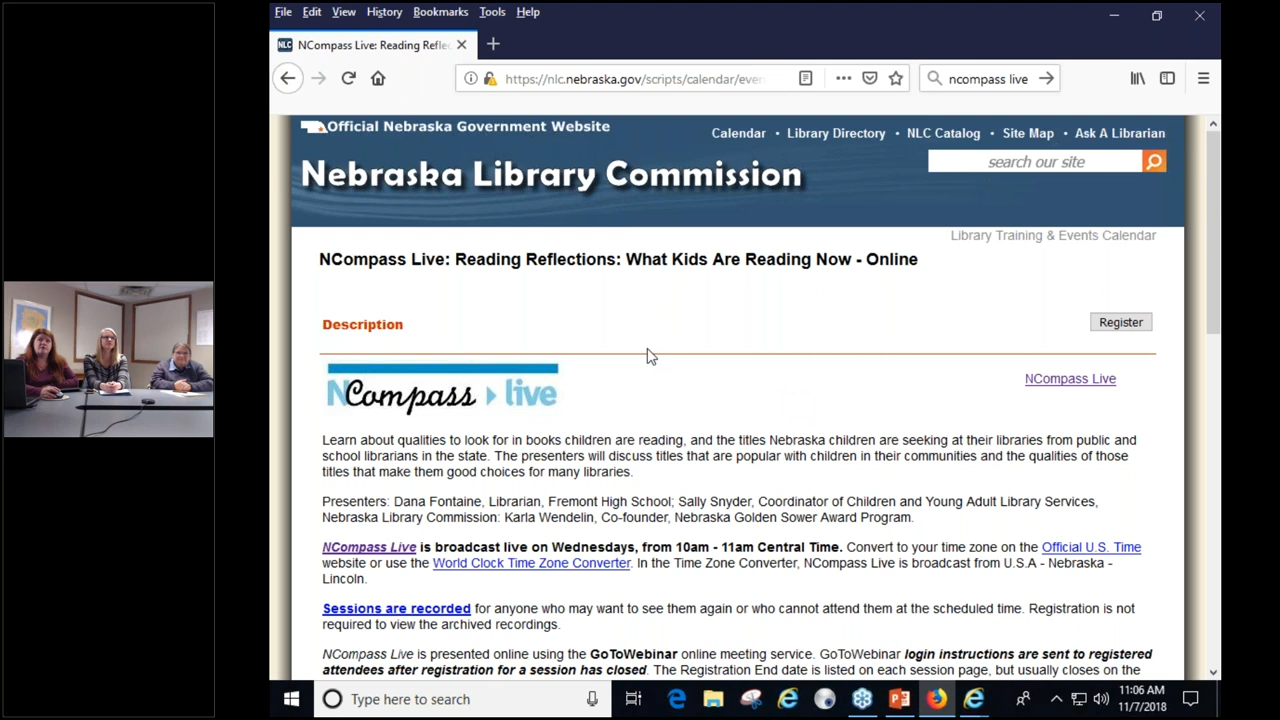 File Edit View History Bookmarks Tools Help
NLC NCompass Live: Reading Refle
https://nlc.nebraska.gov/scripts/calendar/even
ncompass live
Official Nebraska Government Website
Calendar • Library Directory • NLC Catalog • Site Map • Ask A Librarian
Nebraska Library Commission
search our site
Library Training & Events Calendar
NCompass Live: Reading Reflections: What Kids Are Reading Now - Online
Description
Register
NCompass live
NCompass Live
Learn about qualities to look for in books children are reading, and the titles Nebraska children are seeking at their libraries from public and
school librarians in the state. The presenters will discuss titles that are popular with children in their communities and the qualities of those
titles that make them good choices for many libraries.
Presenters: Dana Fontaine, Librarian, Fremont High School; Sally Snyder, Coordinator of Children and Young Adult Library Services,
Nebraska Library Commission: Karla Wendelin, Co-founder, Nebraska Golden Sower Award Program.
NCompass Live is broadcast live on Wednesdays, from 10am - 11am Central Time. Convert to your time zone on the Official U.S. Time
website or use the World Clock Time Zone Converter. In the Time Zone Converter, NCompass Live is broadcast from U.S.A - Nebraska -
Lincoln.
Sessions are recorded for anyone who may want to see them again or who cannot attend them at the scheduled time. Registration is not
required to view the archived recordings.
NCompass Live is presented online using the GoToWebinar online meeting service. GoToWebinar login instructions are sent to registered
attendees after registration for a session has closed. The Registration End date is listed on each session page, but usually closes on the
Type here to search
11:06 AM
11/7/2018